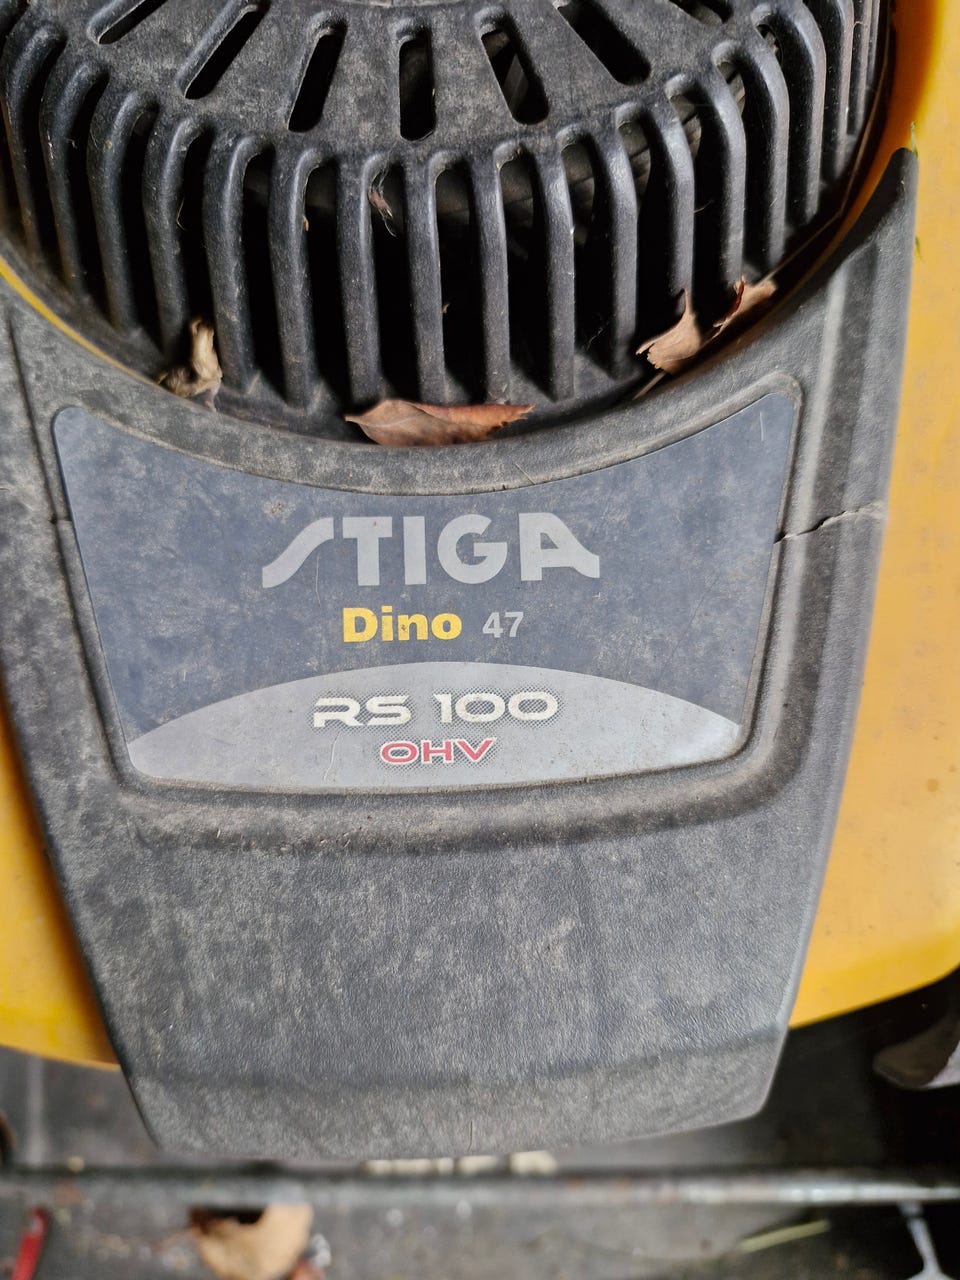 STIGA
Dino 47
RS 100
OHV